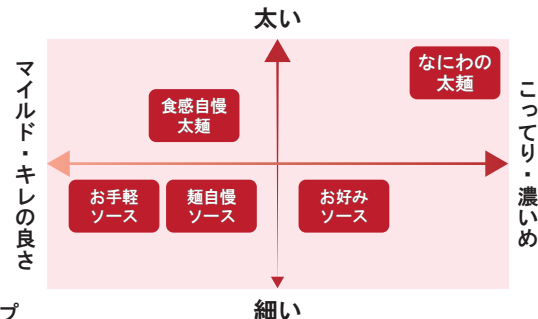 太い
マイルド・キレの良さ
こってり・濃いめ
なにわの
太麺
食感自慢
太麺
お手軽
ソース
麺自慢
ソース
お好み
ソース
細い
プ